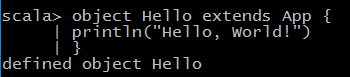 scala> object Hello extends App {
     | println("Hello, World!")
     | }
defined object Hello